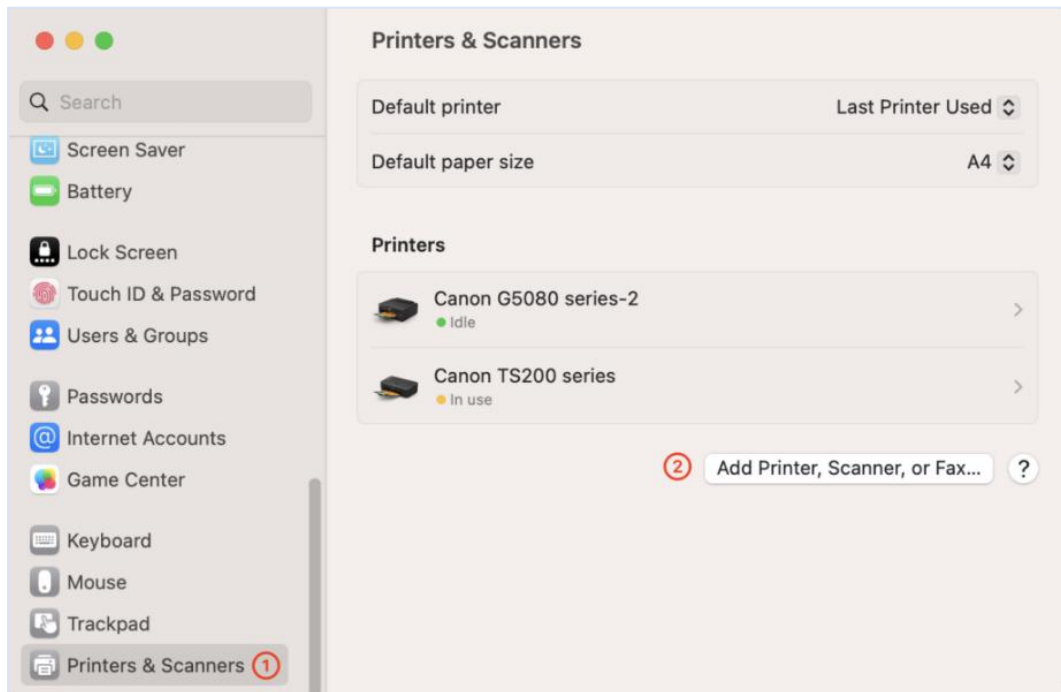 Search
Screen Saver
Battery
Lock Screen
Touch ID & Password
Users & Groups
Passwords
Internet Accounts
Game Center
Keyboard
Mouse
Trackpad
Printers & Scanners 1
Printers & Scanners
Default printer Last Printer Used
Default paper size A4
Printers
Canon G5080 series-2
Idle
Canon TS200 series
In use
2 Add Printer, Scanner, or Fax... ?